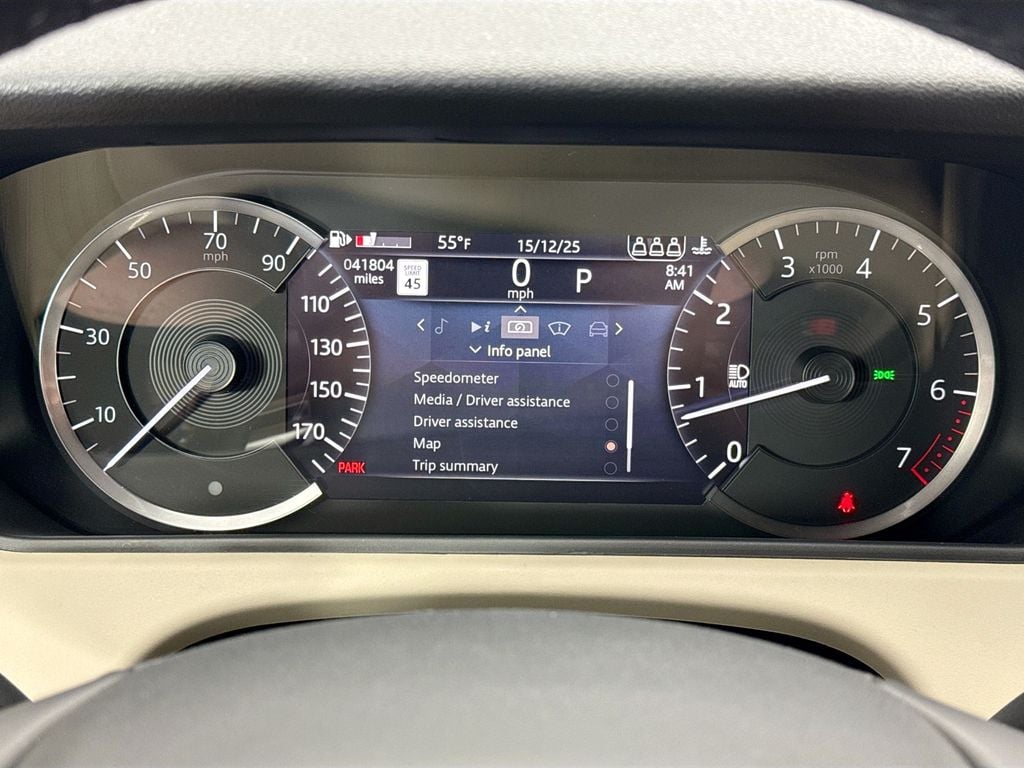 55°F
15/12/25
041804
miles
SPEED
LIMIT
45
0
mph
P
8:41
AM
Info panel
Speedometer
Media / Driver assistance
Driver assistance
Map
Trip summary
PARK
10
30
50
70
mph
90
110
130
150
170
0
1
2
3
rpm
x1000
4
5
6
7
AUTO